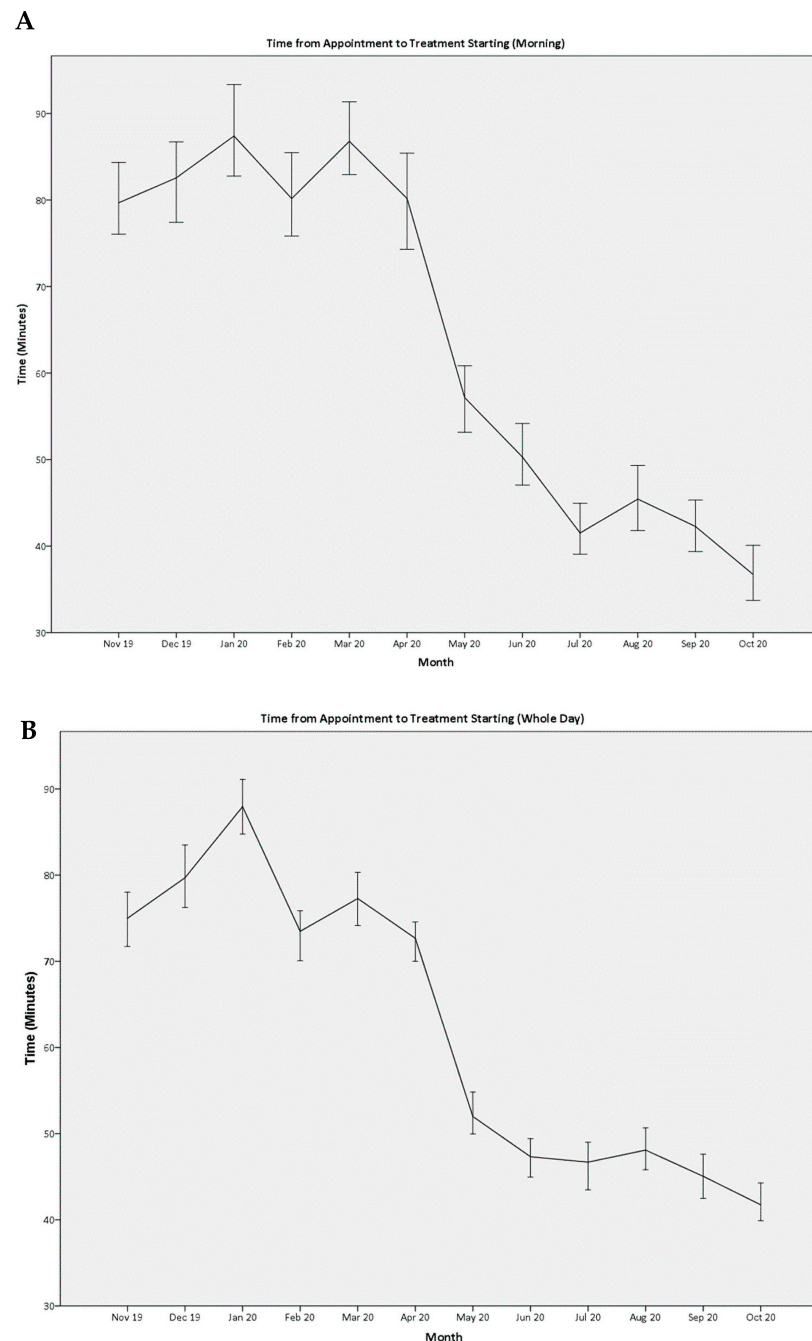 A
Time from Appointment to Treatment Starting (Morning)
90
80
70
60
50
40
30
Time (Minutes)
Nov 19 Dec 19 Jan 20 Feb 20 Mar 20 Apr 20 May 20 Jun 20 Jul 20 Aug 20 Sep 20 Oct 20
Month
B
Time from Appointment to Treatment Starting (Whole Day)
90
80
70
60
50
40
30
Time (Minutes)
Nov 19 Dec 19 Jan 20 Feb 20 Mar 20 Apr 20 May 20 Jun 20 Jul 20 Aug 20 Sep 20 Oct 20
Month